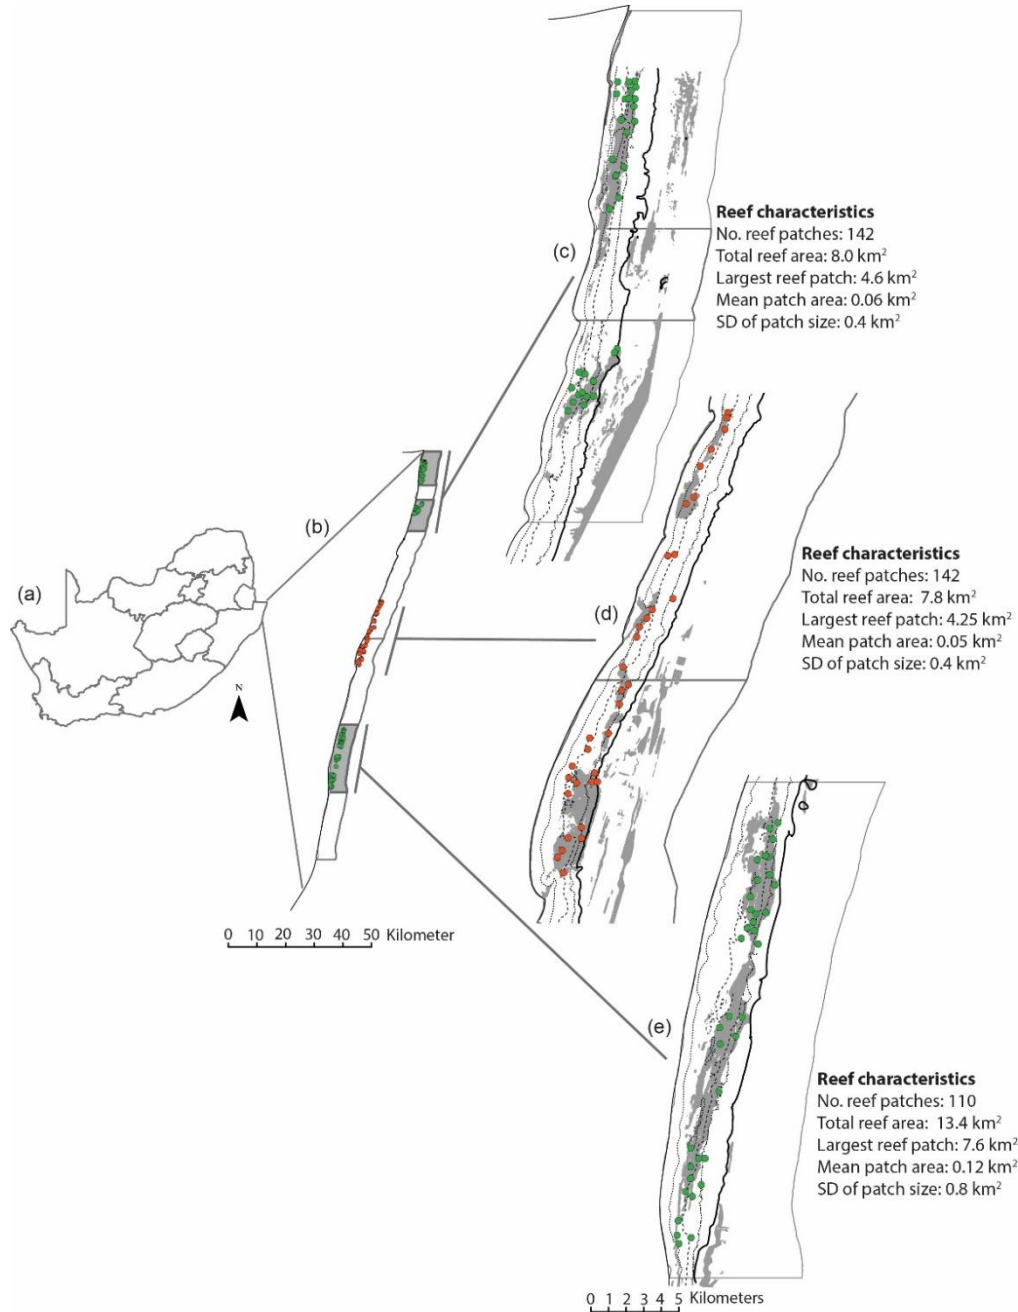 (c)
Reef characteristics
No. reef patches: 142
Total reef area: 8.0 km²
Largest reef patch: 4.6 km²
Mean patch area: 0.06 km²
SD of patch size: 0.4 km²
(b)
(a)
N
(d)
Reef characteristics
No. reef patches: 142
Total reef area: 7.8 km²
Largest reef patch: 4.25 km²
Mean patch area: 0.05 km²
SD of patch size: 0.4 km²
0 10 20 30 40 50 Kilometer
(e)
Reef characteristics
No. reef patches: 110
Total reef area: 13.4 km²
Largest reef patch: 7.6 km²
Mean patch area: 0.12 km²
SD of patch size: 0.8 km²
0 1 2 3 4 5 Kilometers